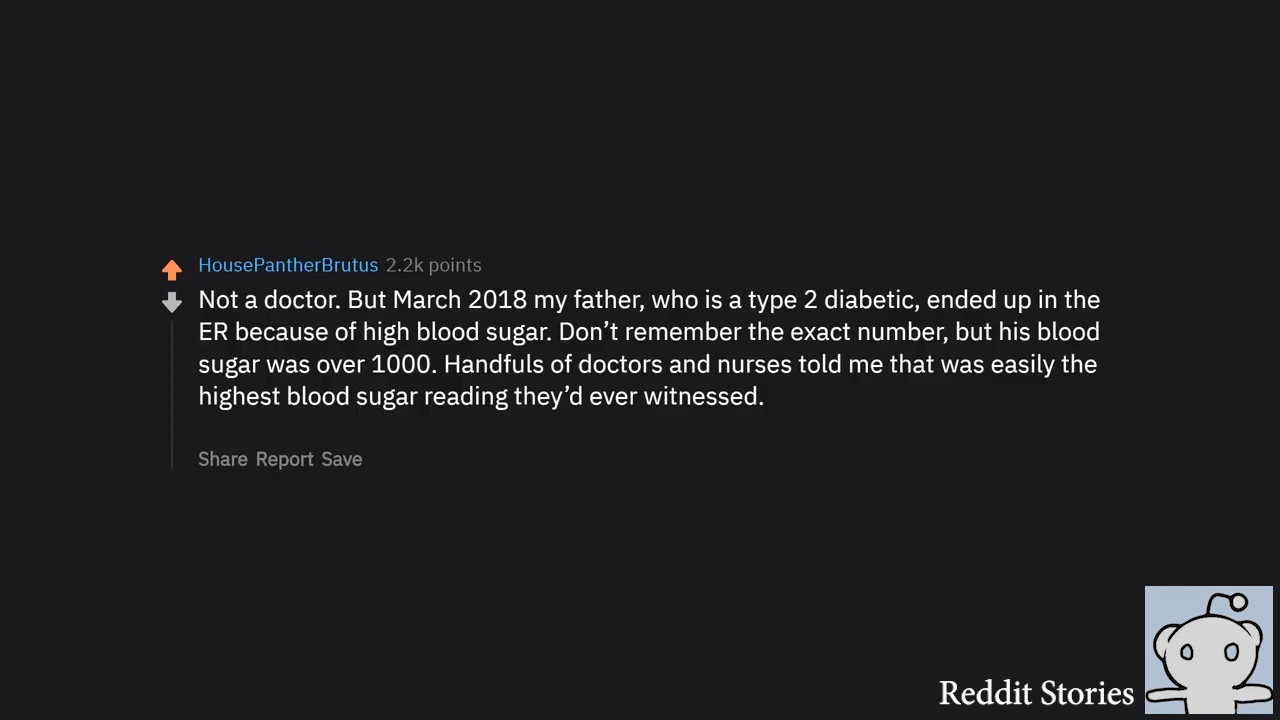 HousePantherBrutus 2.2k points
Not a doctor. But March 2018 my father, who is a type 2 diabetic, ended up in the
ER because of high blood sugar. Don’t remember the exact number, but his blood
sugar was over 1000. Handfuls of doctors and nurses told me that was easily the
highest blood sugar reading they’d ever witnessed.
Share Report Save
Reddit Stories